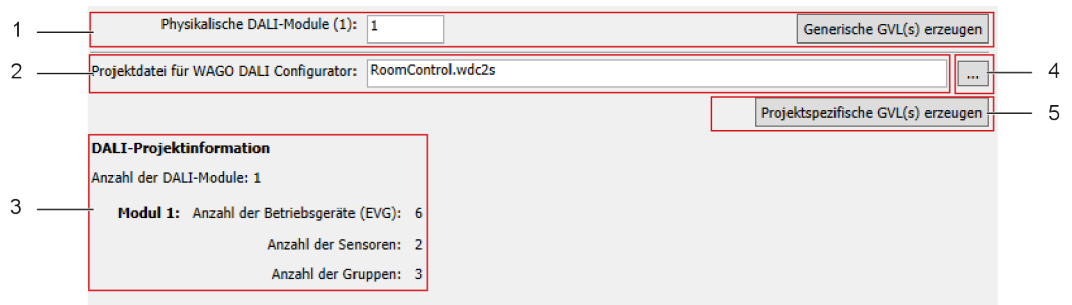 1 Physikalische DALI-Module (1): 1 Generische GVL(s) erzeugen
2 Projektdatei für WAGO DALI Configurator: RoomControl.wdc2s ... 4
Projektspezifische GVL(s) erzeugen 5
DALI-Projektinformation
Anzahl der DALI-Module: 1
3 Modul 1: Anzahl der Betriebsgeräte (EVG): 6
Anzahl der Sensoren: 2
Anzahl der Gruppen: 3